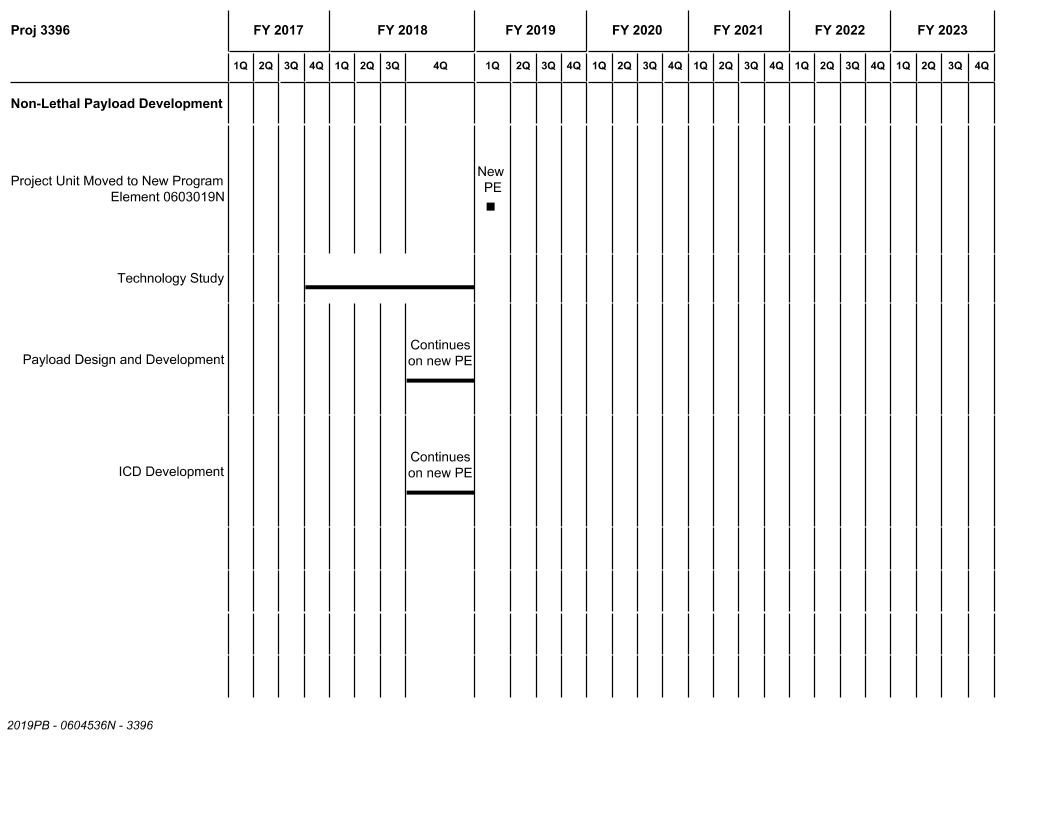 Proj 3396 FY 2017 FY 2018 FY 2019 FY 2020 FY 2021 FY 2022 FY 2023
1Q 2Q 3Q 4Q 1Q 2Q 3Q 4Q 1Q 2Q 3Q 4Q 1Q 2Q 3Q 4Q 1Q 2Q 3Q 4Q 1Q 2Q 3Q 4Q 1Q 2Q 3Q 4Q
Non-Lethal Payload Development
Project Unit Moved to New Program
Element 0603019N
New
PE
Technology Study
Payload Design and Development
Continues
on new PE
ICD Development
Continues
on new PE
2019PB - 0604536N - 3396